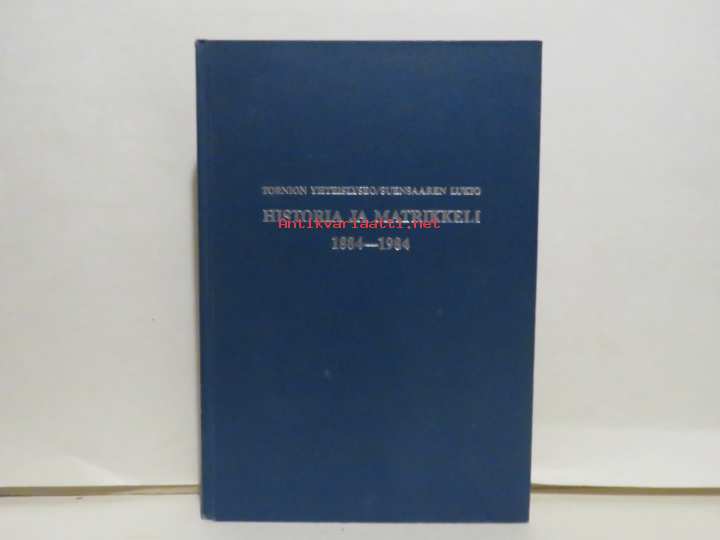 TORNION YHTEISLYSEO/SUENSAAREN LUKIO
HISTORIA JA MATRIKKELI
Antikvariaatti.net
1884—1984